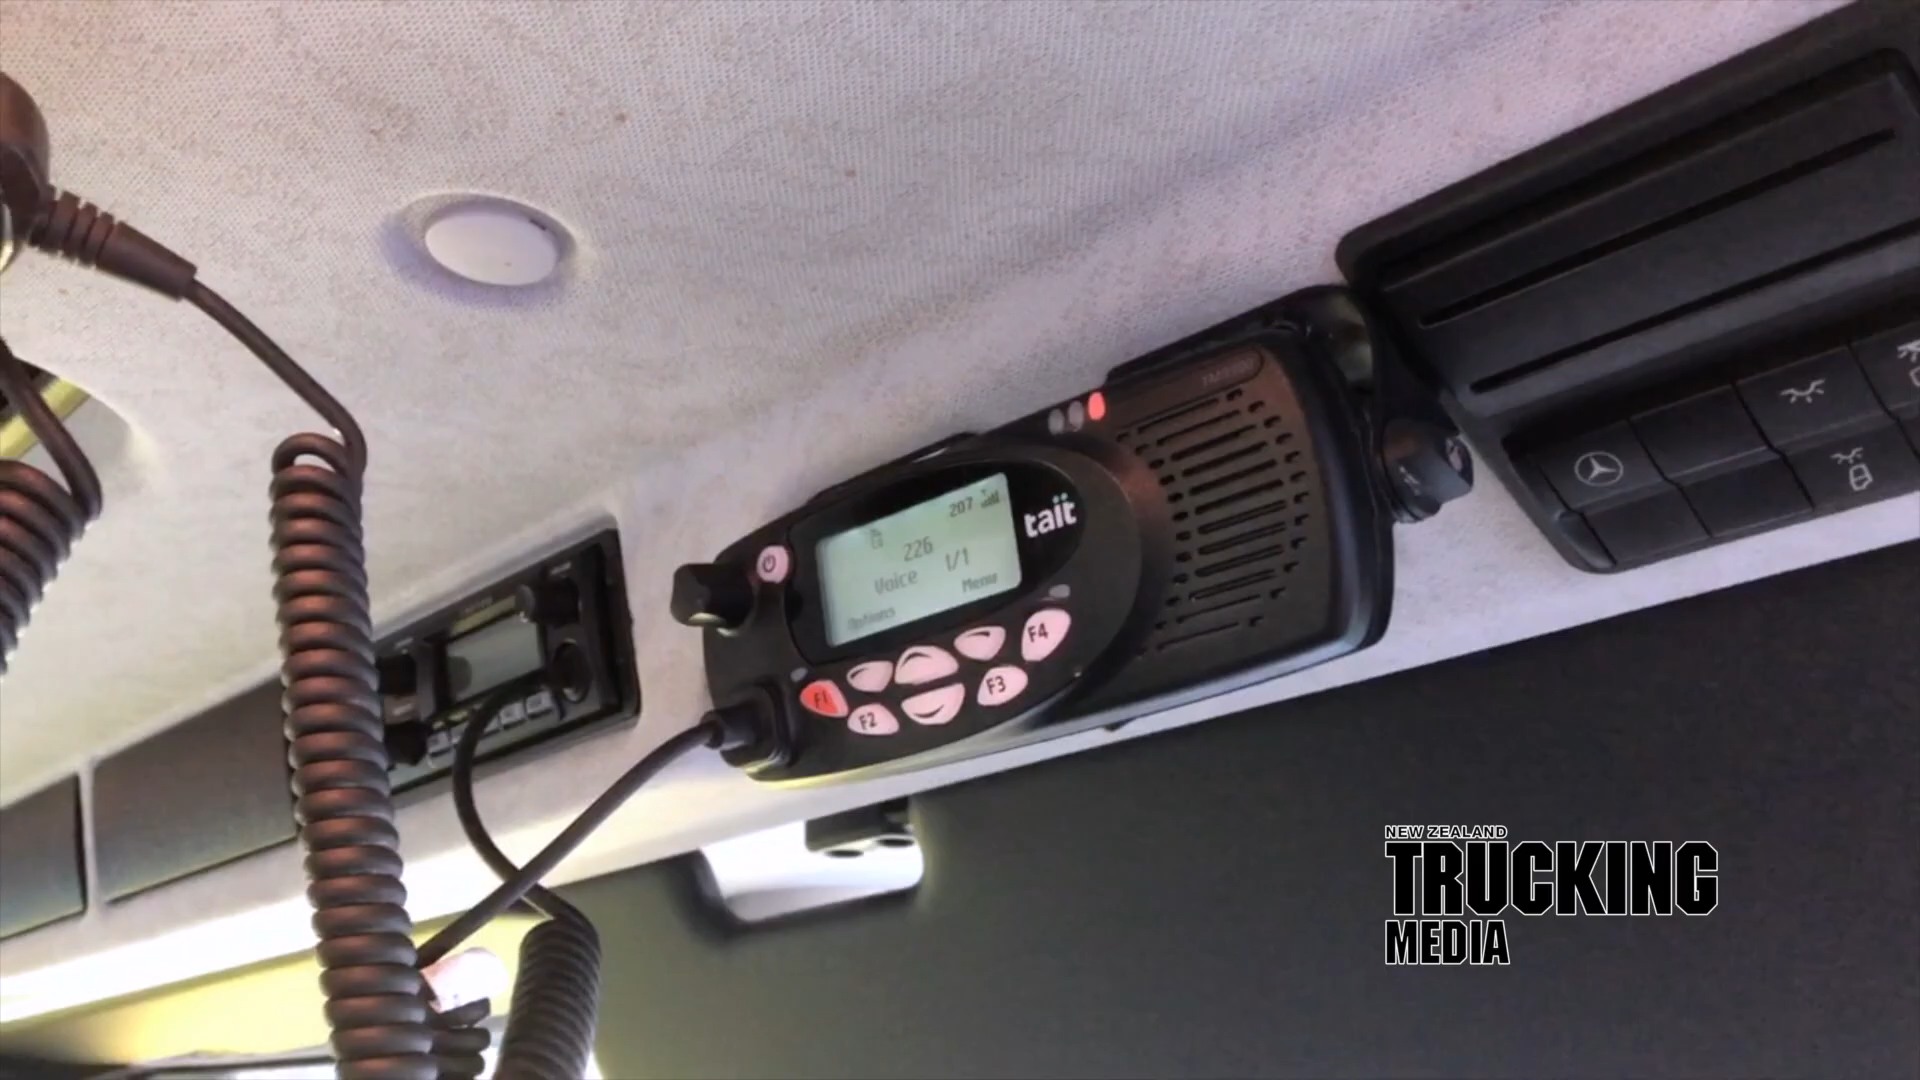 207
tait
226
Voice 1/1
Options Menu
F1
F2
F3
F4
NEW ZEALAND
TRUCKING
MEDIA